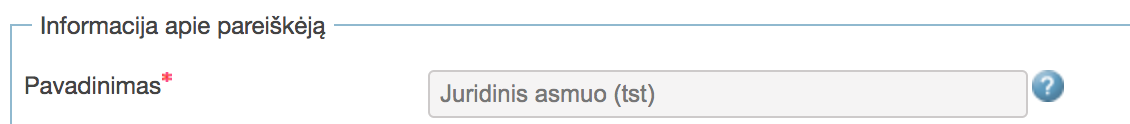 Informacija apie pareiškėją
Pavadinimas* Juridinis asmuo (tst) ?